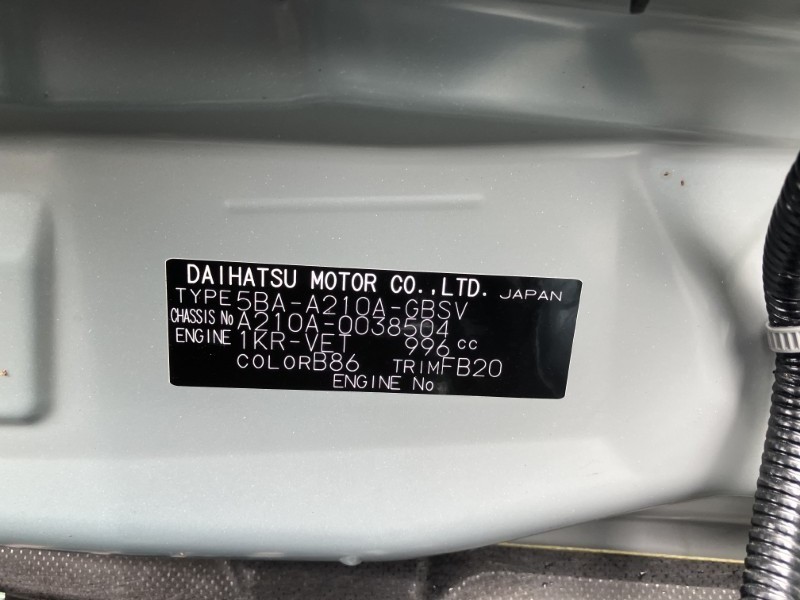 DAIHATSU MOTOR CO.,LTD. JAPAN
TYPE 5BA-A210A-GBSV
CHASSIS No A210A-0038504
ENGINE 1KR-VET 996 cc
COLOR B86 TRIM FB20
ENGINE No